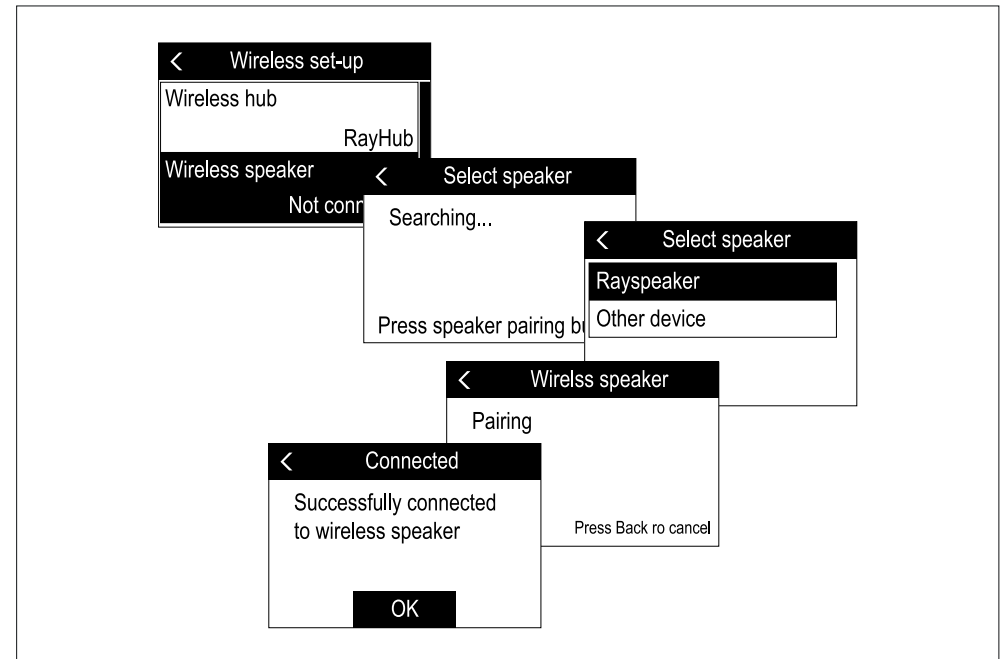 Wireless set-up
Wireless hub
RayHub
Wireless speaker
Not conn
Select speaker
Searching...
Press speaker pairing bu
Select speaker
Rayspeaker
Other device
Wirelss speaker
Pairing
Press Back ro cancel
Connected
Successfully connected
to wireless speaker
OK